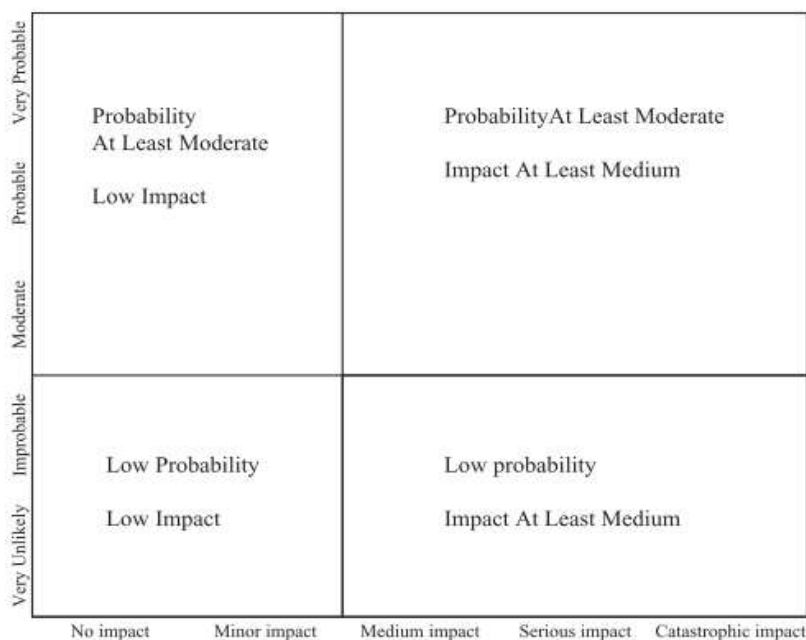 Very Probable
Probable
Moderate
Improbable
Very Unlikely
Probability
At Least Moderate
Low Impact
ProbabilityAt Least Moderate
Impact At Least Medium
Low Probability
Low Impact
Low probability
Impact At Least Medium
No impact
Minor impact
Medium impact
Serious impact
Catastrophic impact